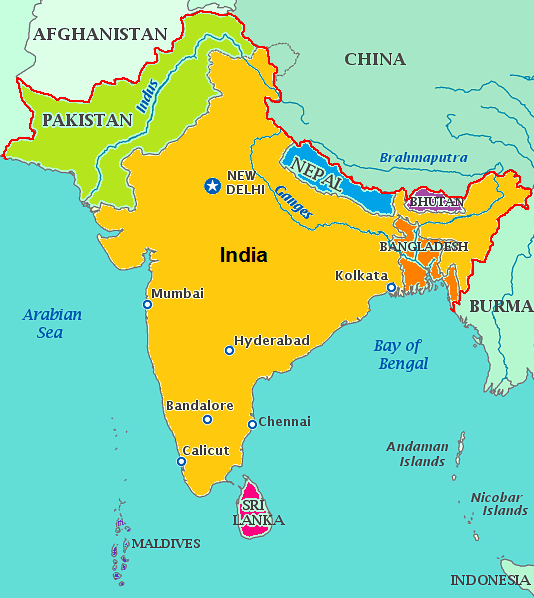 AFGHANISTAN
CHINA
Indus
PAKISTAN
Brahmaputra
NEPAL
NEW
DELHI
Ganges
BHUTAN
BANGLADESH
India
Kolkata
Mumbai
BURMA
Arabian
Sea
Hyderabad
Bay of
Bengal
Bandalore
Chennai
Calicut
Andaman
Islands
Nicobar
Islands
SRI
LANKA
MALDIVES
INDONESIA